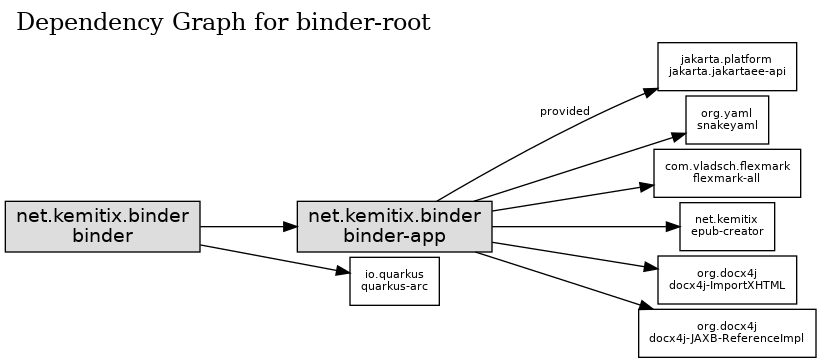 Dependency Graph for binder-root
jakarta.platform
jakarta.jakartaee-api
provided
org.yaml
snakeyaml
com.vladsch.flexmark
flexmark-all
net.kemitix.binder
binder
net.kemitix.binder
binder-app
net.kemitix
epub-creator
io.quarkus
quarkus-arc
org.docx4j
docx4j-ImportXHTML
org.docx4j
docx4j-JAXB-ReferenceImpl